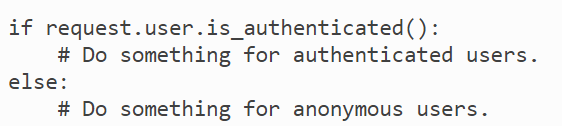 if request.user.is_authenticated():
    # Do something for authenticated users.
else:
    # Do something for anonymous users.